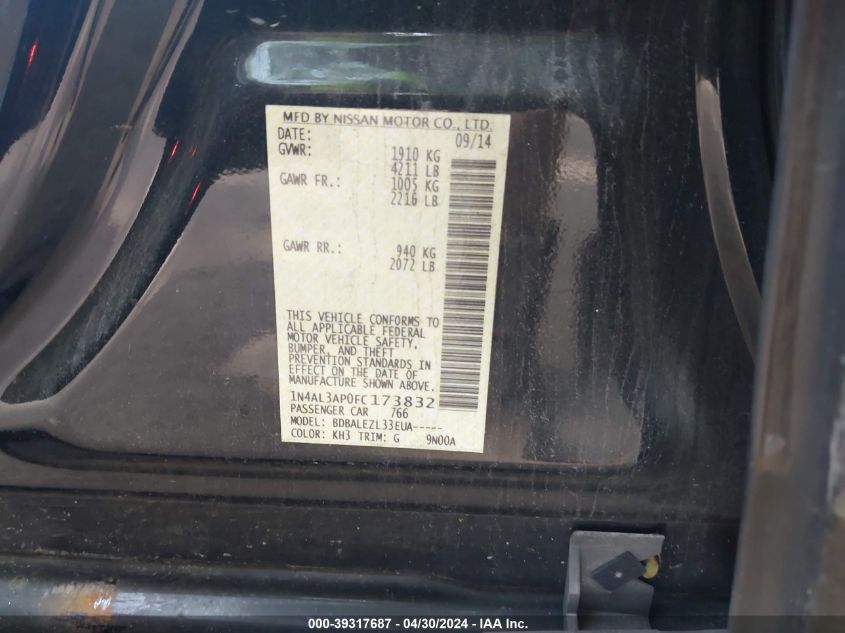 MFD BY NISSAN MOTOR CO., LTD.
DATE: 09/14
GVWR: 1910 KG
4211 LB
GAWR FR.: 1005 KG
2216 LB
GAWR RR.: 940 KG
2072 LB
THIS VEHICLE CONFORMS TO
ALL APPLICABLE FEDERAL
MOTOR VEHICLE SAFETY,
BUMPER, AND THEFT
PREVENTION STANDARDS IN
EFFECT ON THE DATE OF
MANUFACTURE SHOWN ABOVE.
1N4AL3AP0FC173832
PASSENGER CAR 766
MODEL: BDBALEZL33EUA-----
COLOR: KH3 TRIM: G 9N00A
000-39317687 - 04/30/2024 - IAA Inc.